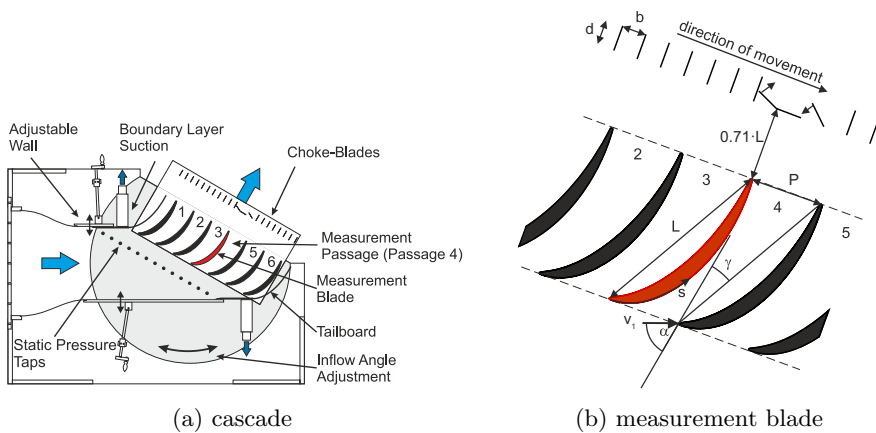 Adjustable
Wall
Boundary Layer
Suction
Choke-Blades
1
2
3
5
6
Measurement
Passage (Passage 4)
Measurement
Blade
Tailboard
Static Pressure
Taps
Inflow Angle
Adjustment
(a) cascade
b
d
direction of movement
0.71·L
2
3
P
4
5
L
γ
s
v₁
α
(b) measurement blade